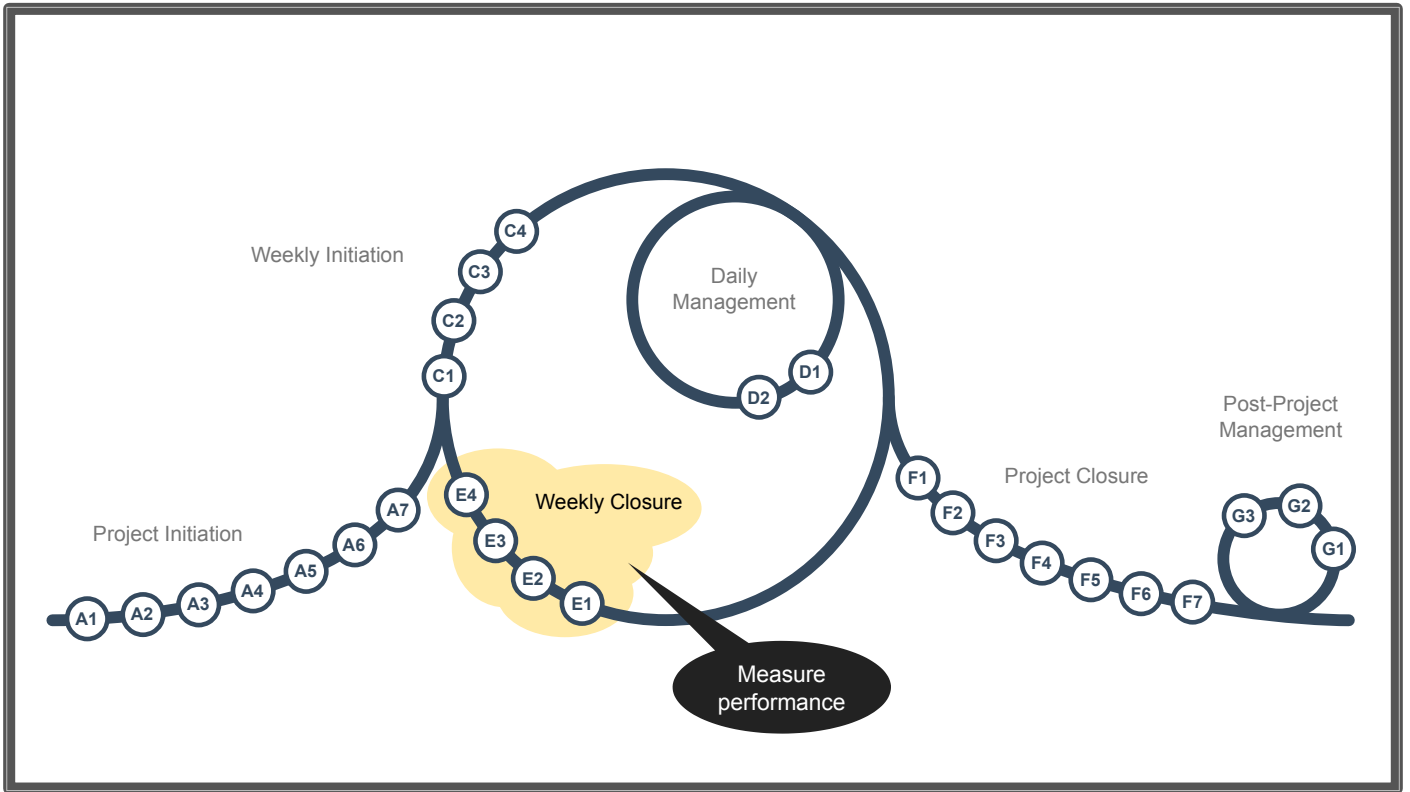 Project Initiation
A1
A2
A3
A4
A5
A6
A7
Weekly Initiation
C1
C2
C3
C4
Daily
Management
D1
D2
Weekly Closure
E1
E2
E3
E4
Measure
performance
Project Closure
F1
F2
F3
F4
F5
F6
F7
Post-Project
Management
G1
G2
G3